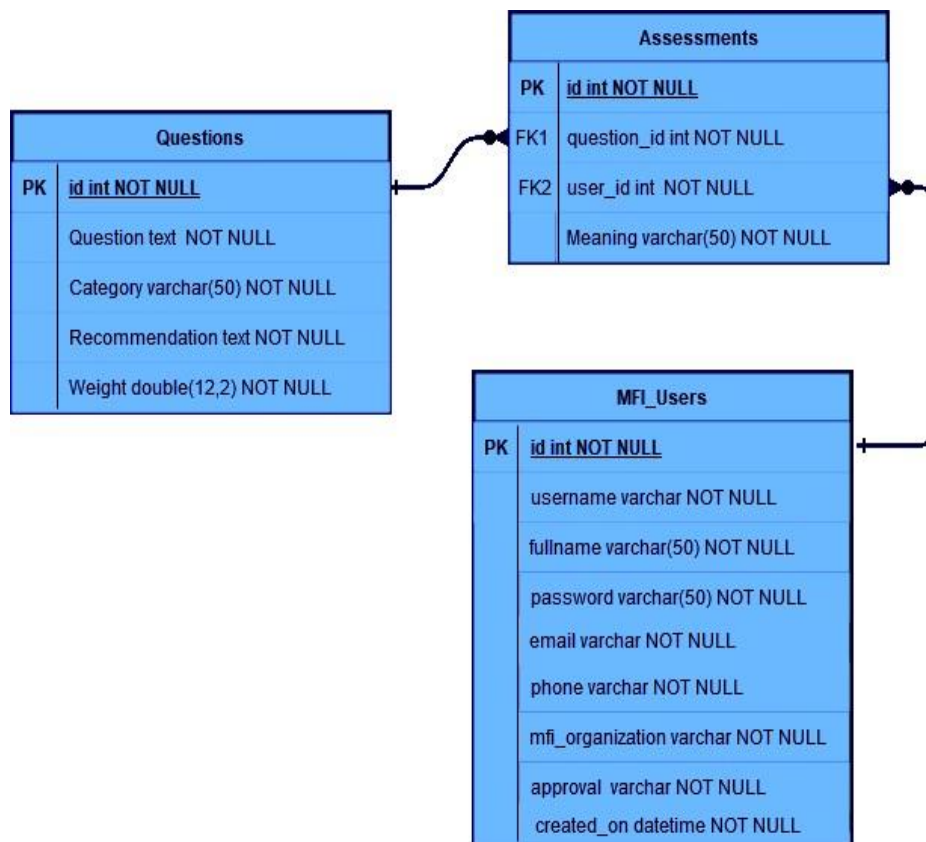 Questions
PK id int NOT NULL
Question text NOT NULL
Category varchar(50) NOT NULL
Recommendation text NOT NULL
Weight double(12,2) NOT NULL
Assessments
PK id int NOT NULL
FK1 question_id int NOT NULL
FK2 user_id int NOT NULL
Meaning varchar(50) NOT NULL
MFI_Users
PK id int NOT NULL
username varchar NOT NULL
fullname varchar(50) NOT NULL
password varchar(50) NOT NULL
email varchar NOT NULL
phone varchar NOT NULL
mfi_organization varchar NOT NULL
approval varchar NOT NULL
created_on datetime NOT NULL